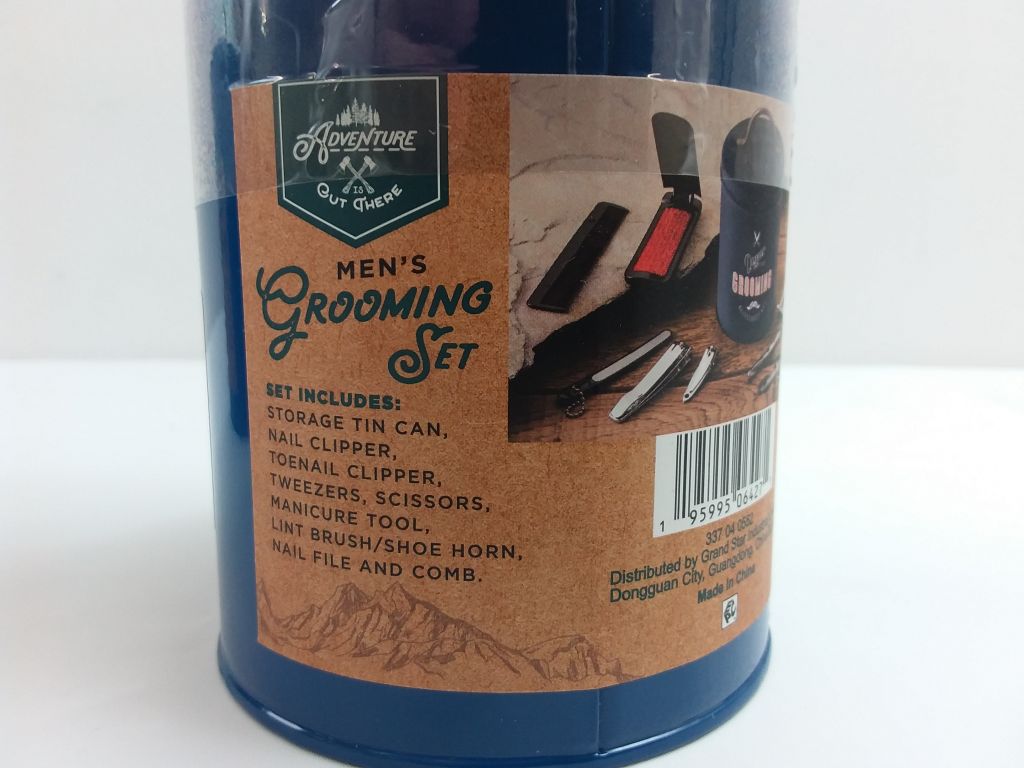 ADVENTURE
IS
OUT THERE
MEN'S
GROOMING
SET
SET INCLUDES:
STORAGE TIN CAN,
NAIL CLIPPER,
TOENAIL CLIPPER,
TWEEZERS, SCISSORS,
MANICURE TOOL,
LINT BRUSH/SHOE HORN,
NAIL FILE AND COMB.
GROOMING
1 95995 06427
337 04 0550
Distributed by Grand Star
Dongguan City, Guangdong,
Made In China